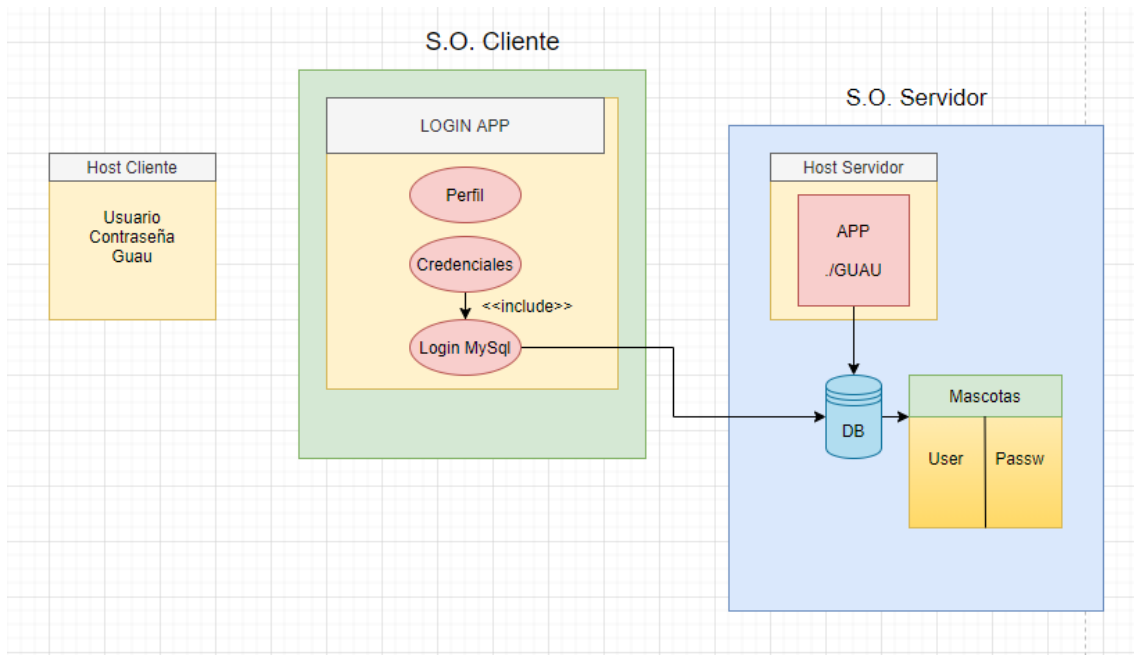 S.O. Cliente
S.O. Servidor
Host Cliente
Usuario
Contraseña
Guau
LOGIN APP
Perfil
Credenciales
<<include>>
Login MySql
Host Servidor
APP
./GUAU
DB
Mascotas
User
Passw